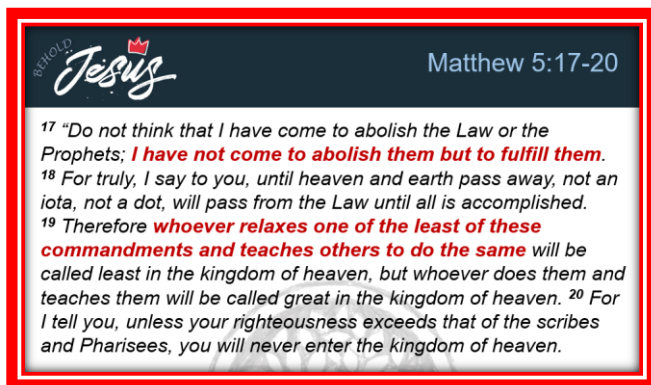 BEHOLD
Jesus
Matthew 5:17-20
17 “Do not think that I have come to abolish the Law or the
Prophets; I have not come to abolish them but to fulfill them.
18 For truly, I say to you, until heaven and earth pass away, not an
iota, not a dot, will pass from the Law until all is accomplished.
19 Therefore whoever relaxes one of the least of these
commandments and teaches others to do the same will be
called least in the kingdom of heaven, but whoever does them and
teaches them will be called great in the kingdom of heaven. 20 For
I tell you, unless your righteousness exceeds that of the scribes
and Pharisees, you will never enter the kingdom of heaven.